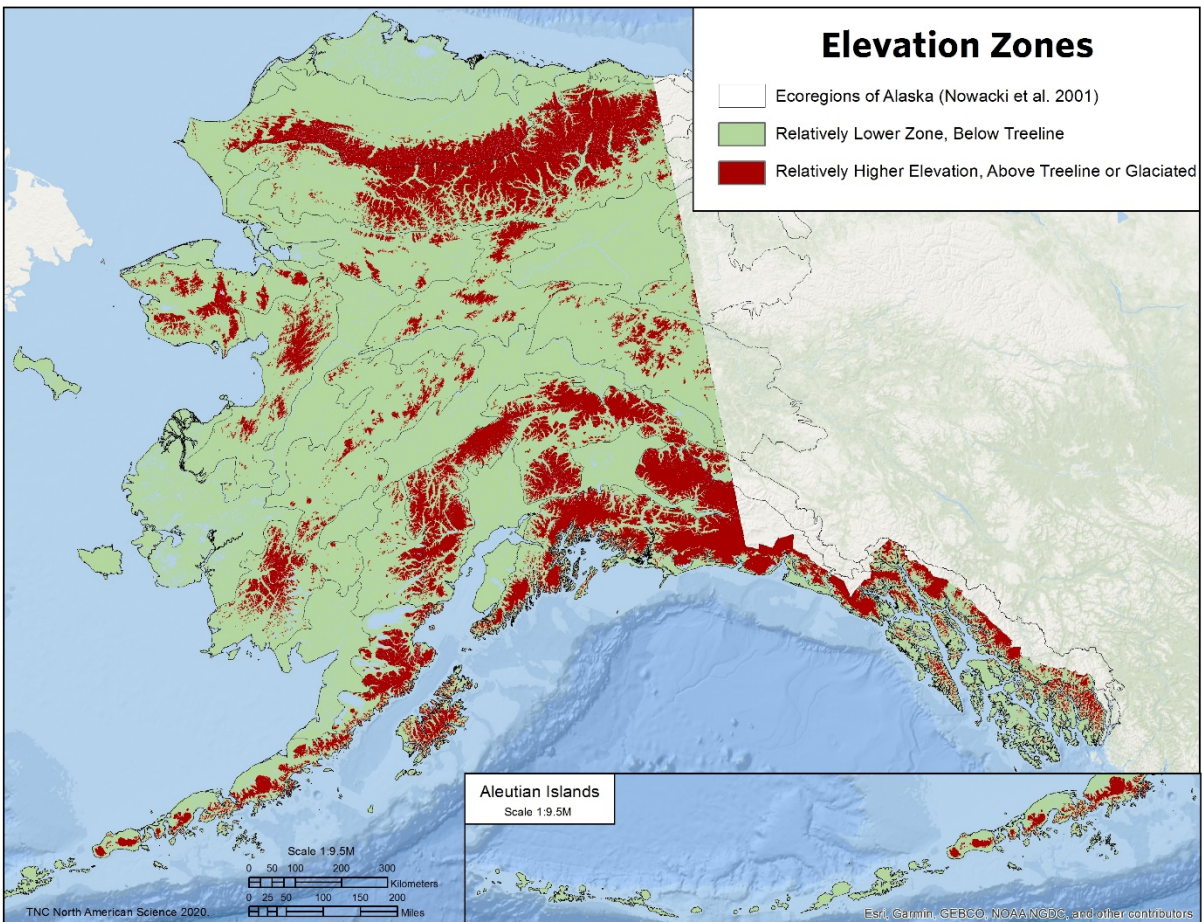 Elevation Zones
Ecoregions of Alaska (Nowacki et al. 2001)
Relatively Lower Zone, Below Treeline
Relatively Higher Elevation, Above Treeline or Glaciated
Aleutian Islands
Scale 1:9.5M
Scale 1:9.5M
0 50 100 200 300
Kilometers
0 25 50 100 150 200
Miles
TNC North American Science 2020.
Esri, Garmin, GEBCO, NOAA NGDC, and other contributors